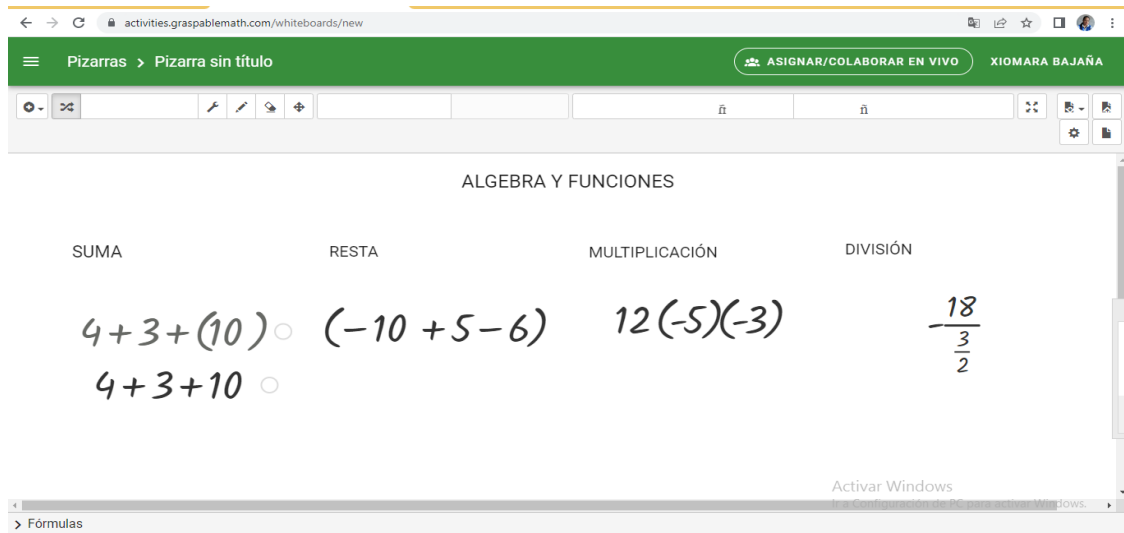 activities.graspablemath.com/whiteboards/new
Pizarras > Pizarra sin título
ASIGNAR/COLABORAR EN VIVO
XIOMARA BAJAÑA
ñ
ñ
ALGEBRA Y FUNCIONES
SUMA
RESTA
MULTIPLICACIÓN
DIVISIÓN
4+3+(10)
(-10 +5-6)
12(-5)(-3)
-18
3
2
4+3+10
Activar Windows
Ir a Configuración de PC para activar Windows.
Fórmulas